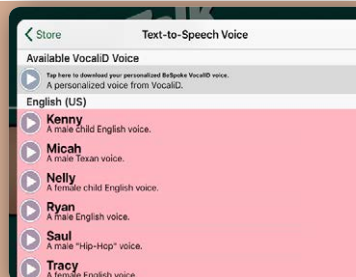 Talk
Store
Text-to-Speech Voice
Available VocaliD Voice
Tap here to download your personalized BeSpoke VocaliD voice.
A personalized voice from VocaliD.
English (US)
Kenny
A male child English voice.
Micah
A male Texan voice.
Nelly
A female child English voice.
Ryan
A male English voice.
Saul
A male "Hip-Hop" voice.
Tracy
A female English voice.